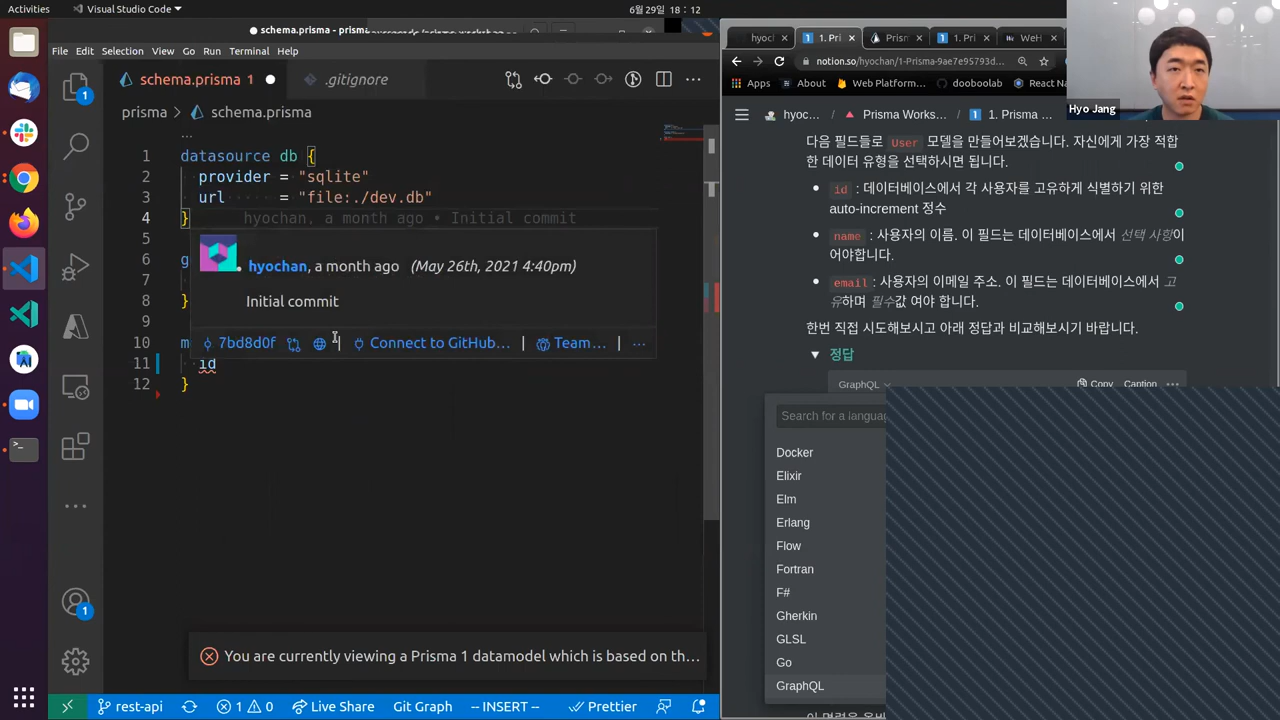 Activities
Visual Studio Code
6월 29일 18 : 12
schema.prisma - prism
File Edit Selection View Go Run Terminal Help
schema.prisma 1
.gitignore
prisma > schema.prisma
...
1 datasource db {
2 provider = "sqlite"
3 url = "file:./dev.db"
4 } hyochan, a month ago • Initial commit
5
6 g
7
8 }
9
10 m
11 id
12 }
hyochan, a month ago (May 26th, 2021 4:40pm)
Initial commit
7bd8d0f | Connect to GitHub... | Team... | ...
You are currently viewing a Prisma 1 datamodel which is based on th...
1
1
rest-api 1 0 Live Share Git Graph -- INSERT -- Prettier
hyocl 1. Pri Prism 1. Pri WeH
notion.so/hyochan/1-Prisma-9ae7e95793d...
Apps About Web Platform... dooboolab React Na
Hyo Jang
hyoc... / Prisma Works... / 1. Prisma
다음 필드들로 User 모델을 만들어보겠습니다. 자신에게 가장 적합
한 데이터 유형을 선택하시면 됩니다.
• id : 데이터베이스에서 각 사용자를 고유하게 식별하기 위한
auto-increment 정수
• name : 사용자의 이름. 이 필드는 데이터베이스에서 선택 사항이
어야합니다.
• email : 사용자의 이메일 주소. 이 필드는 데이터베이스에서 고
유하며 필수값 여야 합니다.
한번 직접 시도해보시고 아래 정답과 비교해보시기 바랍니다.
정답
GraphQL Copy Caption ...
Search for a langua
Docker
Elixir
Elm
Erlang
Flow
Fortran
F#
Gherkin
GLSL
Go
GraphQL